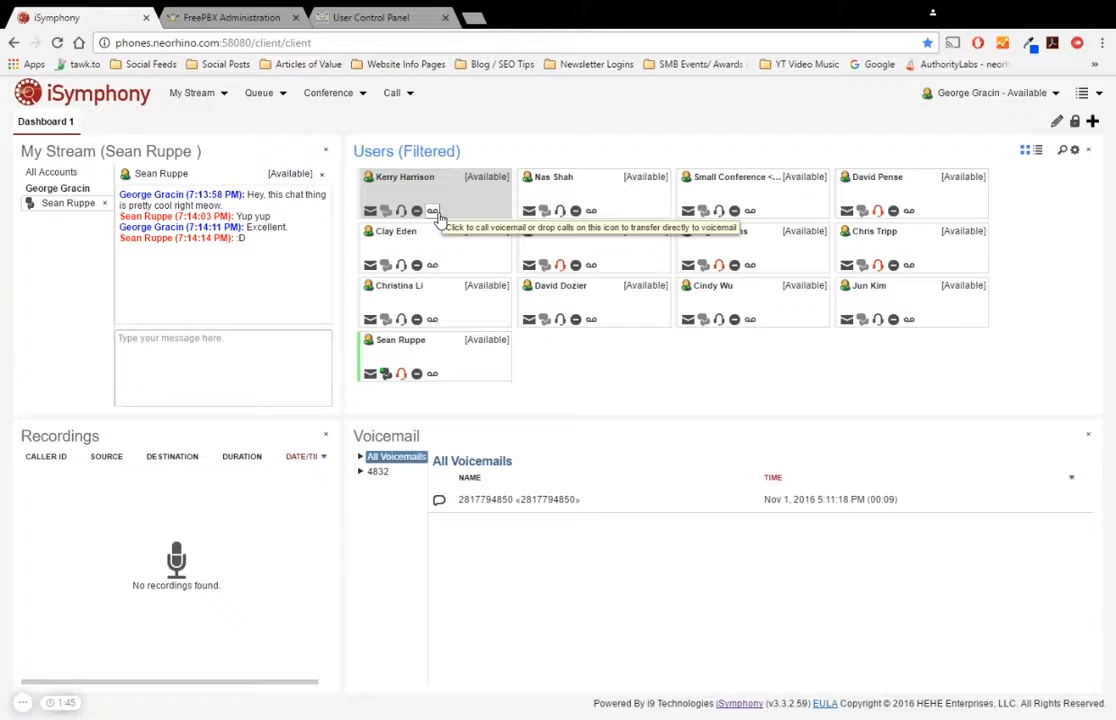 iSymphony
FreePBX Administration
User Control Panel
phones.neorhino.com:58080/client/client
Apps tawk.to Social Feeds Social Posts Articles of Value Website Info Pages Blog / SEO Tips Newsletter Logins SMB Events/ Awards YT Video Music Google AuthorityLabs - neorh
iSymphony My Stream Queue Conference Call George Gracin - Available
Dashboard 1
My Stream (Sean Ruppe )
All Accounts
George Gracin
Sean Ruppe
Sean Ruppe [Available]
George Gracin (7:13:58 PM): Hey, this chat thing
is pretty cool right meow.
Sean Ruppe (7:14:03 PM): Yup yup
George Gracin (7:14:11 PM): Excellent.
Sean Ruppe (7:14:14 PM): :D
Type your message here.
Users (Filtered)
Kerry Harrison [Available] Nas Shah [Available] Small Conference <... [Available] David Pense [Available]
Click to call voicemail or drop calls on this icon to transfer directly to voicemail
Clay Eden [Available] Chris Tripp [Available]
Christina Li [Available] David Dozier [Available] Cindy Wu [Available] Jun Kim [Available]
Sean Ruppe [Available]
Recordings
CALLER ID SOURCE DESTINATION DURATION DATE/TII
No recordings found.
Voicemail
All Voicemails
4832
All Voicemails
NAME TIME
2817794850 «2817794850» Nov 1, 2016 5:11:18 PM (00:09)
1:45
Powered By i9 Technologies iSymphony (v3.3.2.59) EULA Copyright © 2016 HEHE Enterprises, LLC. All Rights Reserved.